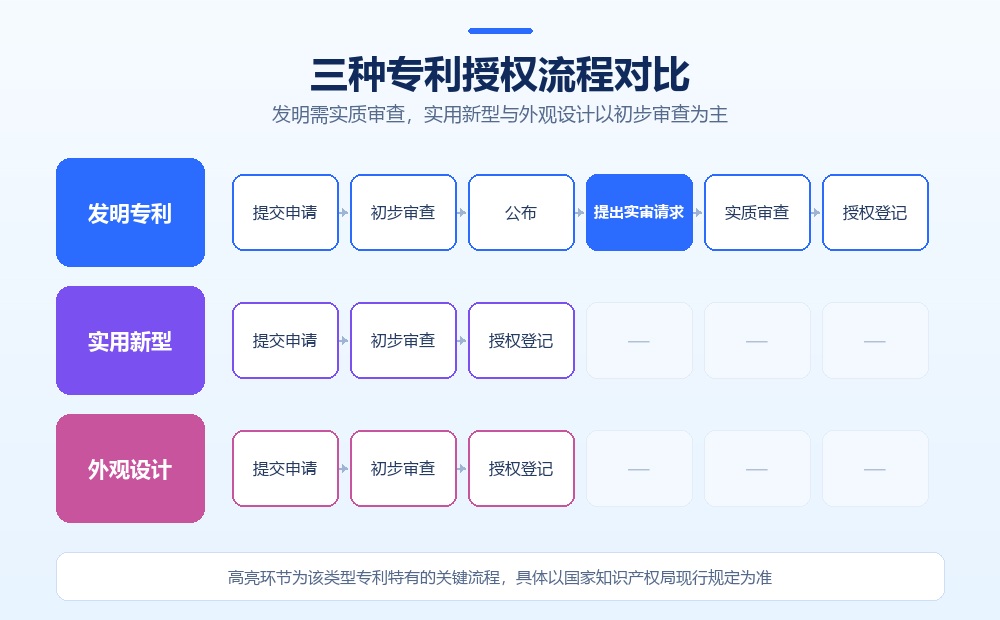 三种专利授权流程对比
发明需实质审查，实用新型与外观设计以初步审查为主
发明专利
提交申请
初步审查
公布
提出实审请求
实质审查
授权登记
实用新型
提交申请
初步审查
授权登记
—
—
—
外观设计
提交申请
初步审查
授权登记
—
—
—
高亮环节为该类型专利特有的关键流程，具体以国家知识产权局现行规定为准